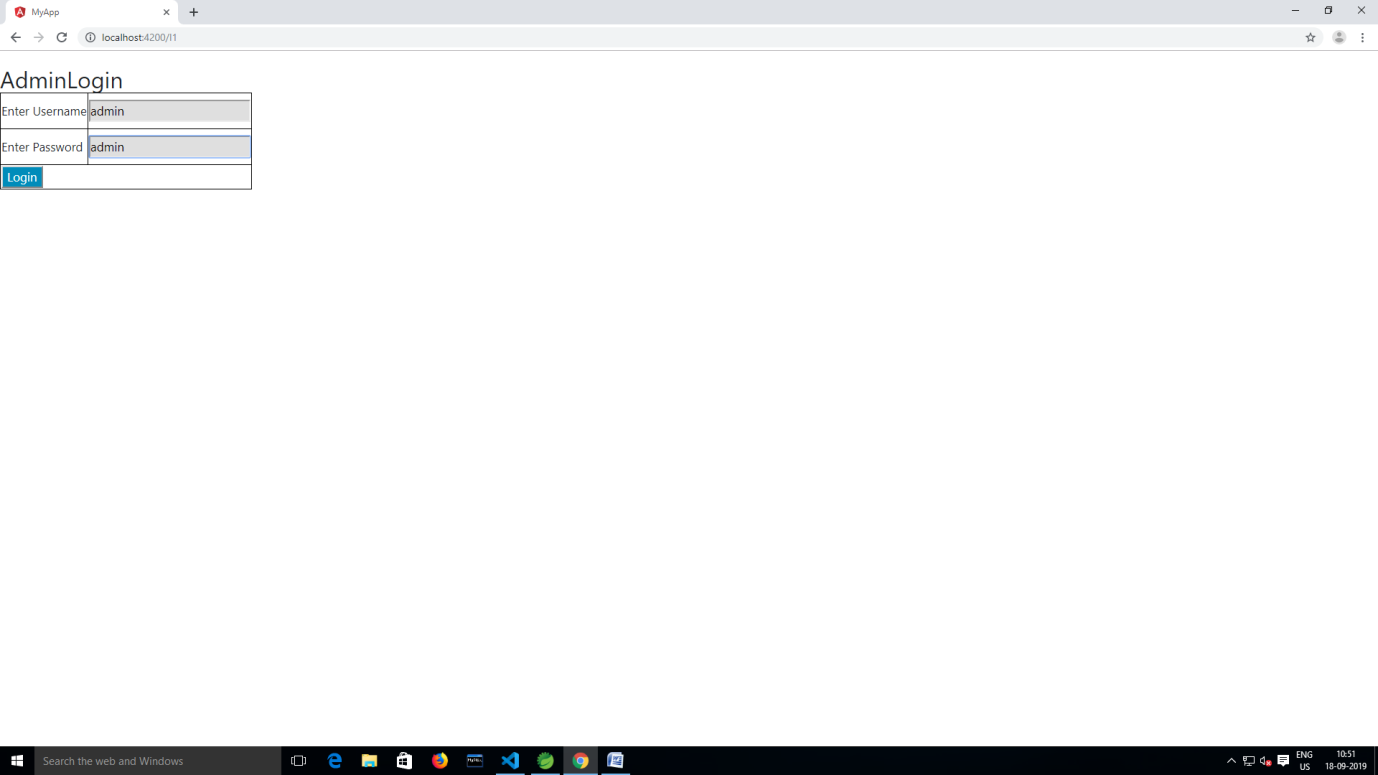 MyApp
localhost:4200/l1
AdminLogin
Enter Username admin
Enter Password admin
Login
Search the web and Windows
ENG
US
10:51
18-09-2019